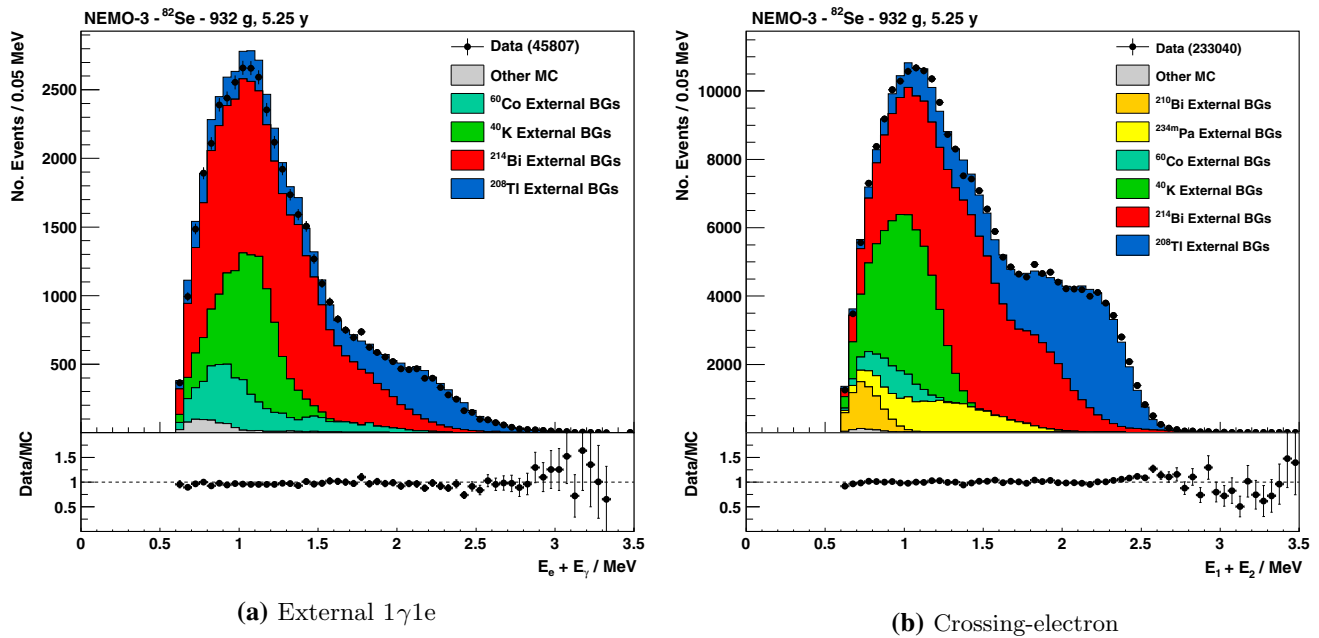 NEMO-3 - ⁸²Se - 932 g, 5.25 y
No. Events / 0.05 MeV
2500
2000
1500
1000
500
Data (45807)
Other MC
⁶⁰Co External BGs
⁴⁰K External BGs
²¹⁴Bi External BGs
²⁰⁸Tl External BGs
Data/MC
1.5
1
0.5
0 0.5 1 1.5 2 2.5 3 3.5
Eₑ + Eᵧ / MeV
(a) External 1γ1e
NEMO-3 - ⁸²Se - 932 g, 5.25 y
No. Events / 0.05 MeV
10000
8000
6000
4000
2000
Data (233040)
Other MC
²¹⁰Bi External BGs
²³⁴ᵐPa External BGs
⁶⁰Co External BGs
⁴⁰K External BGs
²¹⁴Bi External BGs
²⁰⁸Tl External BGs
Data/MC
1.5
1
0.5
0 0.5 1 1.5 2 2.5 3 3.5
E₁ + E₂ / MeV
(b) Crossing-electron